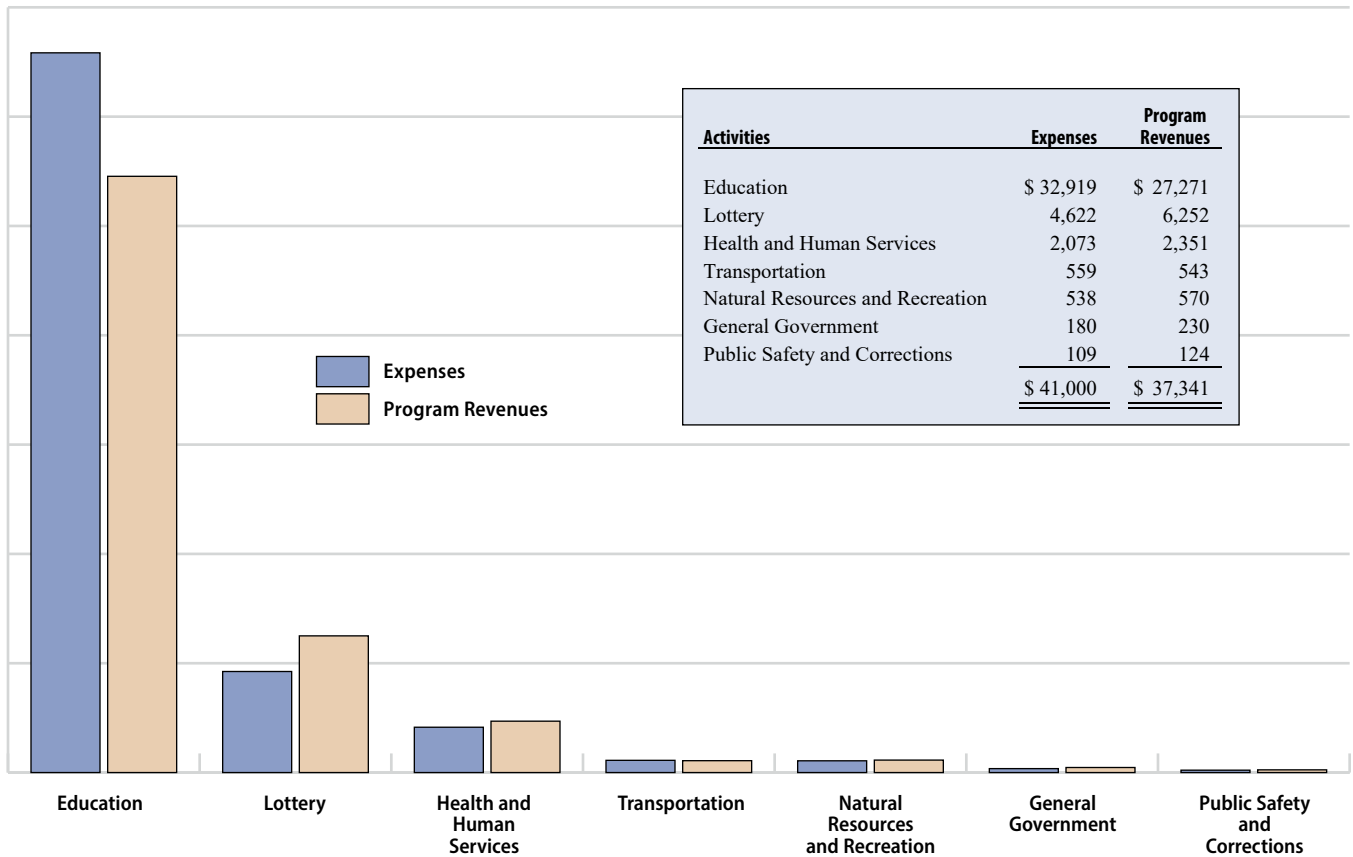 Program
Activities Expenses Revenues
Education $ 32,919 $ 27,271
Lottery 4,622 6,252
Health and Human Services 2,073 2,351
Transportation 559 543
Natural Resources and Recreation 538 570
General Government 180 230
Public Safety and Corrections 109 124
$ 41,000 $ 37,341
Expenses
Program Revenues
Education
Lottery
Health and
Human
Services
Transportation
Natural
Resources
and Recreation
General
Government
Public Safety
and
Corrections